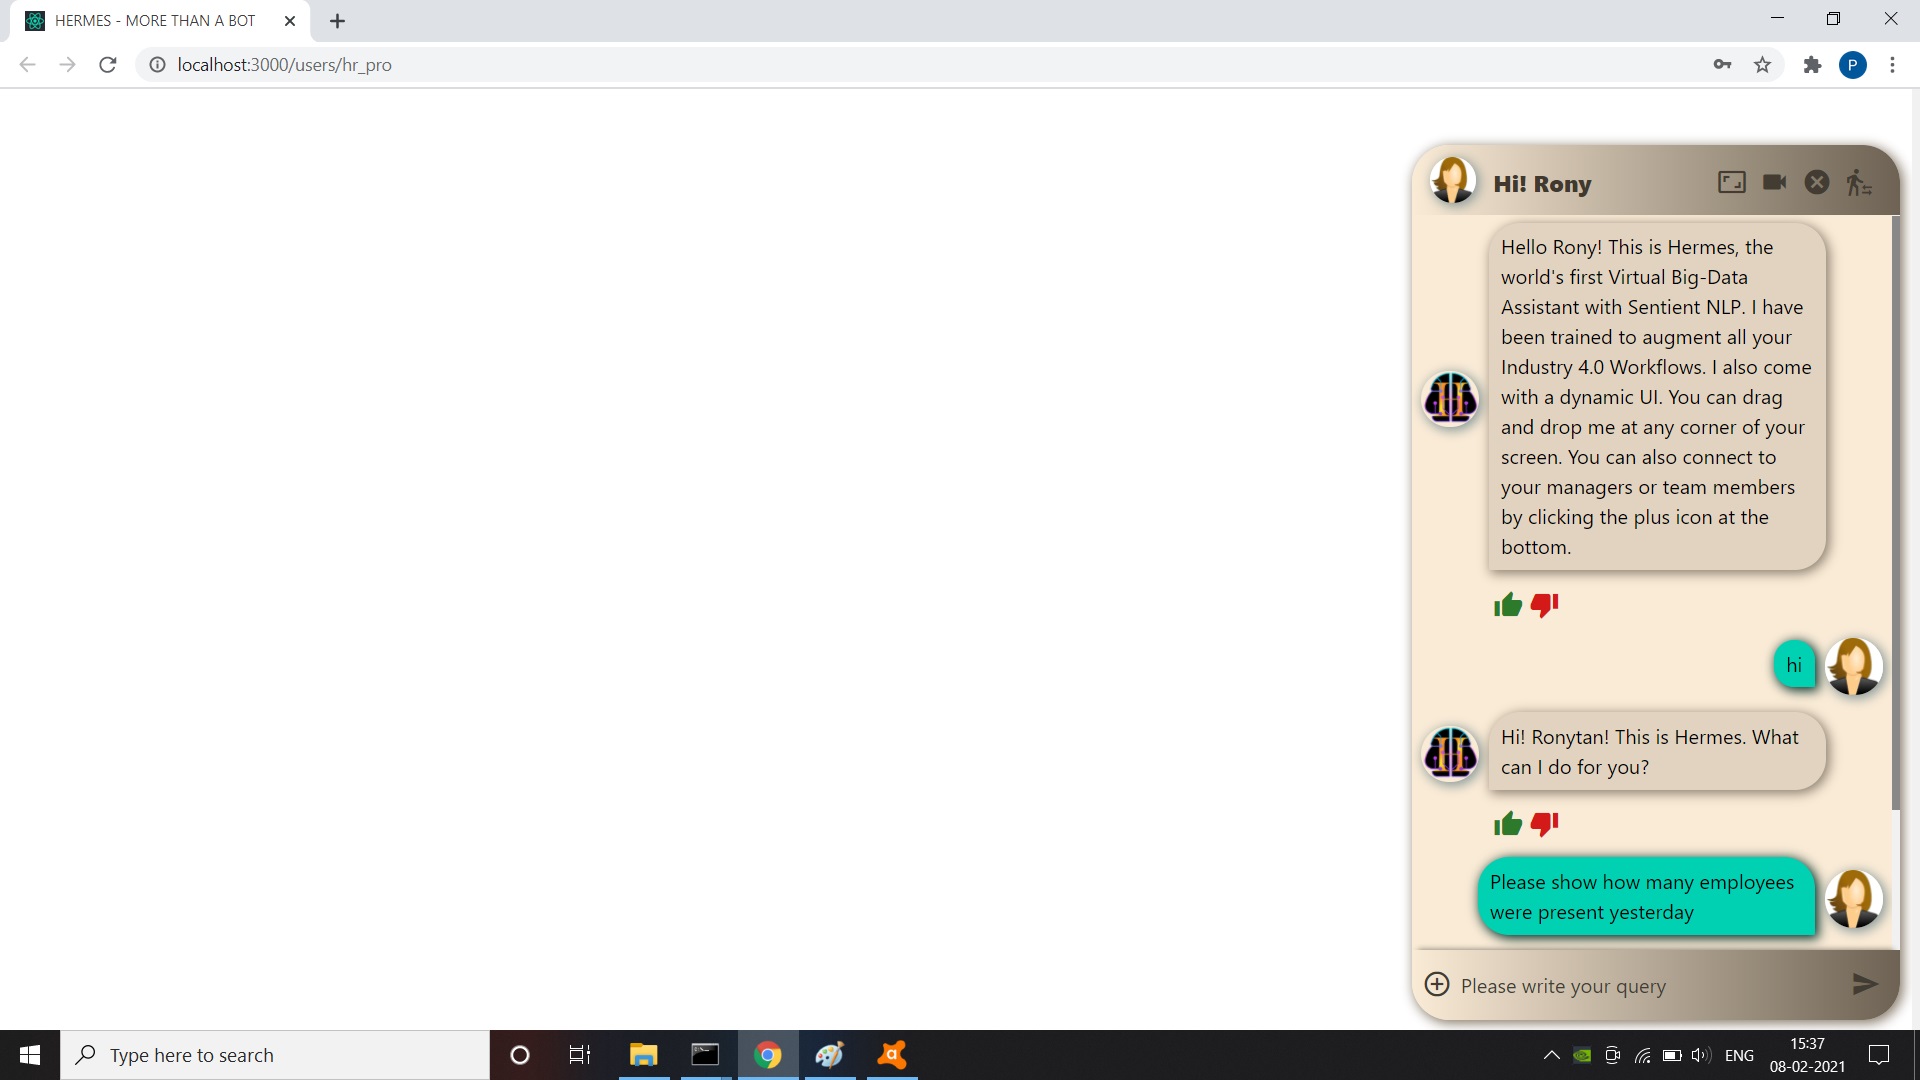 HERMES - MORE THAN A BOT
localhost:3000/users/hr_pro
P
Hi! Rony
Hello Rony! This is Hermes, the
world's first Virtual Big-Data
Assistant with Sentient NLP. I have
been trained to augment all your
Industry 4.0 Workflows. I also come
with a dynamic UI. You can drag
and drop me at any corner of your
screen. You can also connect to
your managers or team members
by clicking the plus icon at the
bottom.
hi
Hi! Ronytan! This is Hermes. What
can I do for you?
Please show how many employees
were present yesterday
Please write your query
Type here to search
ENG
15:37
08-02-2021